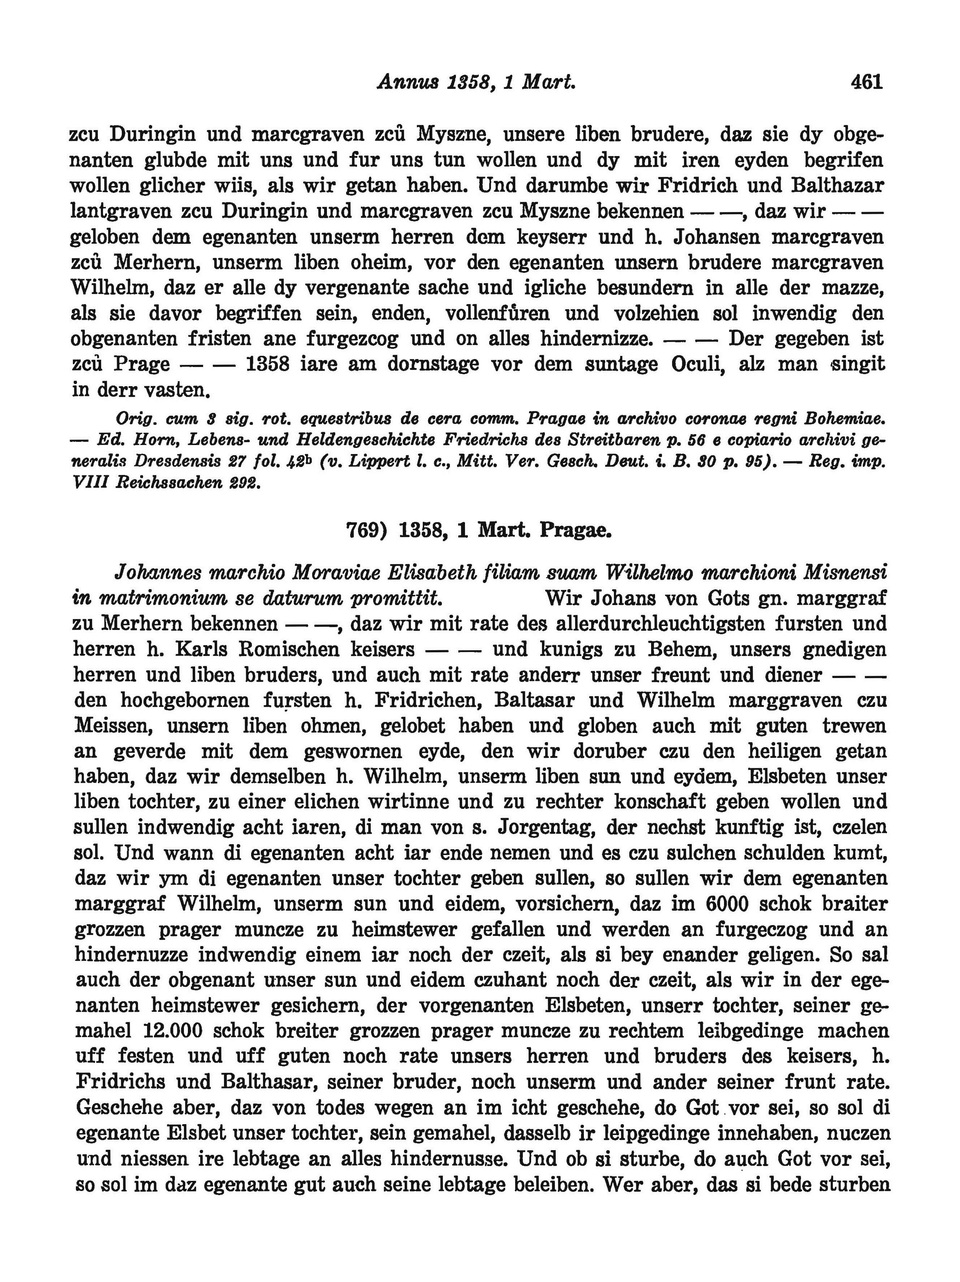 Annus 1358, 1 Mart. 461
zcu Duringin und marcgraven zců Myszne, unsere liben brudere, daz sie dy obge-
nanten glubde mit uns und fur uns tun wollen und dy mit iren eyden begrifen
wollen glicher wiis, als wir getan haben. Und darumbe wir Fridrich und Balthazar
lantgraven zcu Duringin und marcgraven zcu Myszne bekennen — —, daz wir — —
geloben dem egenanten unserm herren dem keyserr und h. Johansen marcgraven
zců Merhern, unserm liben oheim, vor den egenanten unsern brudere marcgraven
Wilhelm, daz er alle dy vergenante sache und igliche besundern in alle der mazze,
als sie davor begriffen sein, enden, vollenfůren und volzehien sol inwendig den
obgenanten fristen ane furgezcog und on alles hindernizze. — — Der gegeben ist
zců Prage — — 1358 iare am dornstage vor dem suntage Oculi, alz man singit
in derr vasten.
Orig. cum 3 sig. rot. equestribus de cera comm. Pragae in archivo coronae regni Bohemiae.
— Ed. Horn, Lebens- und Heldengeschichte Friedrichs des Streitbaren p. 56 e copiario archivi ge-
neralis Dresdensis 27 fol. 42b (v. Lippert l. c., Mitt. Ver. Gesch. Deut. i. B. 30 p. 95). — Reg. imp.
VIII Reichssachen 292.
769) 1358, 1 Mart. Pragae.
Johannes marchio Moraviae Elisabeth filiam suam Wilhelmo marchioni Misnensi
in matrimonium se daturum promittit. Wir Johans von Gots gn. marggraf
zu Merhern bekennen — —, daz wir mit rate des allerdurchleuchtigsten fursten und
herren h. Karls Romischen keisers — — und kunigs zu Behem, unsers gnedigen
herren und liben bruders, und auch mit rate anderr unser freunt und diener — —
den hochgebornen fursten h. Fridrichen, Baltasar und Wilhelm marggraven czu
Meissen, unsern liben ohmen, gelobet haben und globen auch mit guten trewen
an geverde mit dem geswornen eyde, den wir doruber czu den heiligen getan
haben, daz wir demselben h. Wilhelm, unserm liben sun und eydem, Elsbeten unser
liben tochter, zu einer elichen wirtinne und zu rechter konschaft geben wollen und
sullen indwendig acht iaren, di man von s. Jorgentag, der nechst kunftig ist, czelen
sol. Und wann di egenanten acht iar ende nemen und es czu sulchen schulden kumt,
daz wir ym di egenanten unser tochter geben sullen, so sullen wir dem egenanten
marggraf Wilhelm, unserm sun und eidem, vorsichern, daz im 6000 schok braiter
grozzen prager muncze zu heimstewer gefallen und werden an furgeczog und an
hindernuzze indwendig einem iar noch der czeit, als si bey enander geligen. So sal
auch der obgenant unser sun und eidem czuhant noch der czeit, als wir in der ege-
nanten heimstewer gesichern, der vorgenanten Elsbeten, unserr tochter, seiner ge-
mahel 12.000 schok breiter grozzen prager muncze zu rechtem leibgedinge machen
uff festen und uff guten noch rate unsers herren und bruders des keisers, h.
Fridrichs und Balthasar, seiner bruder, noch unserm und ander seiner frunt rate.
Geschehe aber, daz von todes wegen an im icht geschehe, do Got vor sei, so sol di
egenante Elsbet unser tochter, sein gemahel, dasselb ir leipgedinge innehaben, nuczen
und niessen ire lebtage an alles hindernusse. Und ob si sturbe, do auch Got vor sei,
so sol im daz egenante gut auch seine lebtage beleiben. Wer aber, das si bede sturben